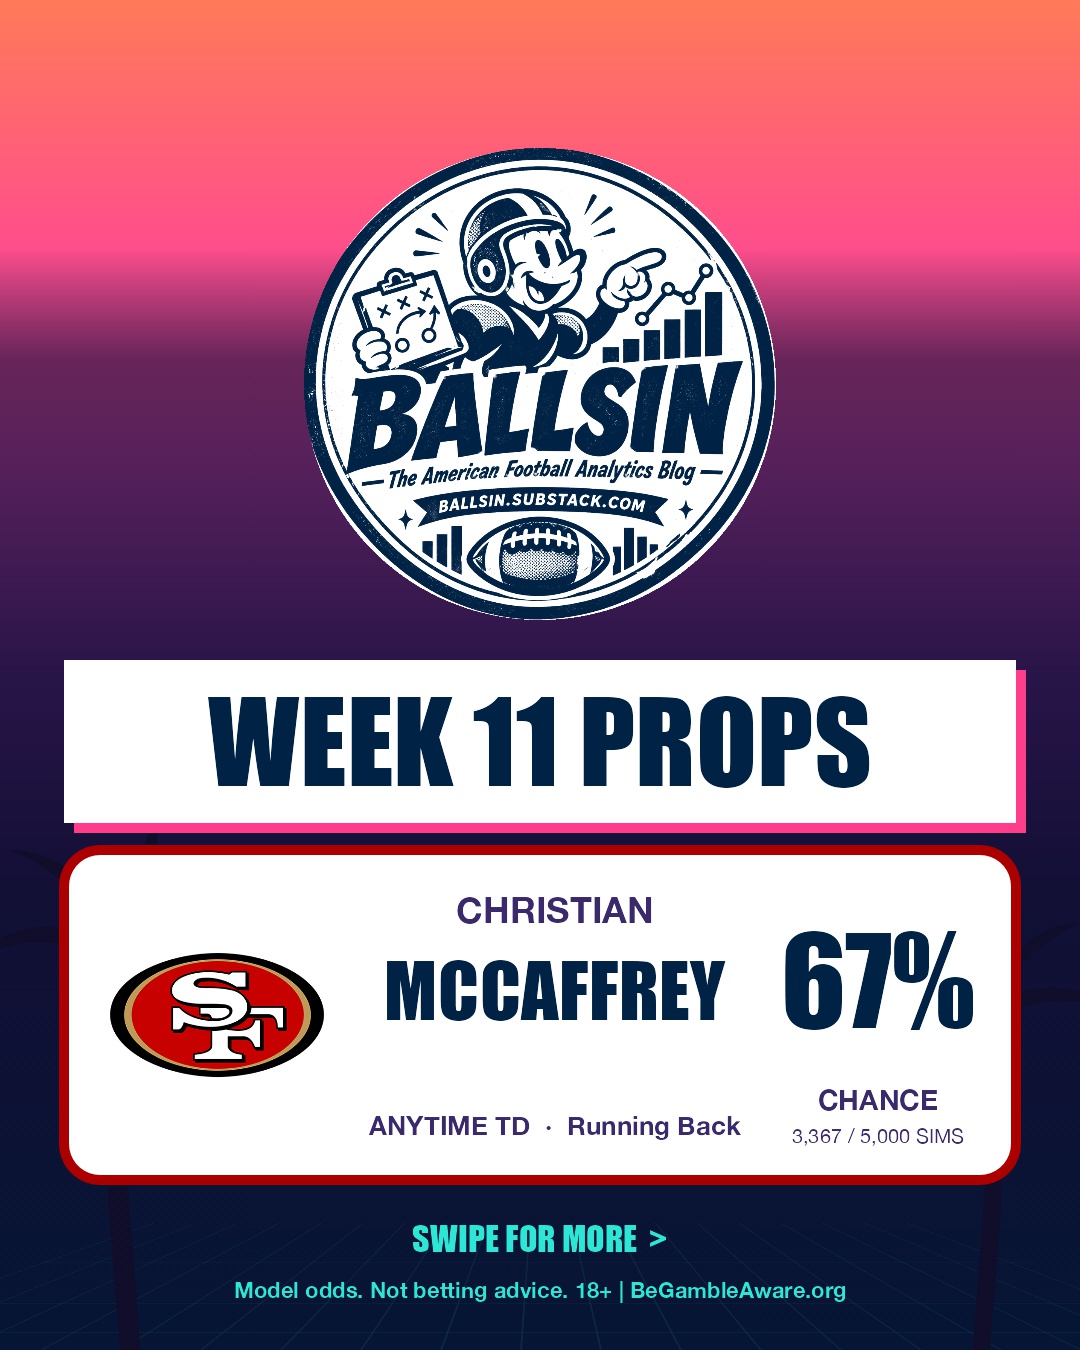 BALLSIN
The American Football Analytics Blog
BALLSIN.SUBSTACK.COM
WEEK 11 PROPS
CHRISTIAN
MCCAFFREY
67%
SF
ANYTIME TD · Running Back
CHANCE
3,367 / 5,000 SIMS
SWIPE FOR MORE >
Model odds. Not betting advice. 18+ | BeGambleAware.org